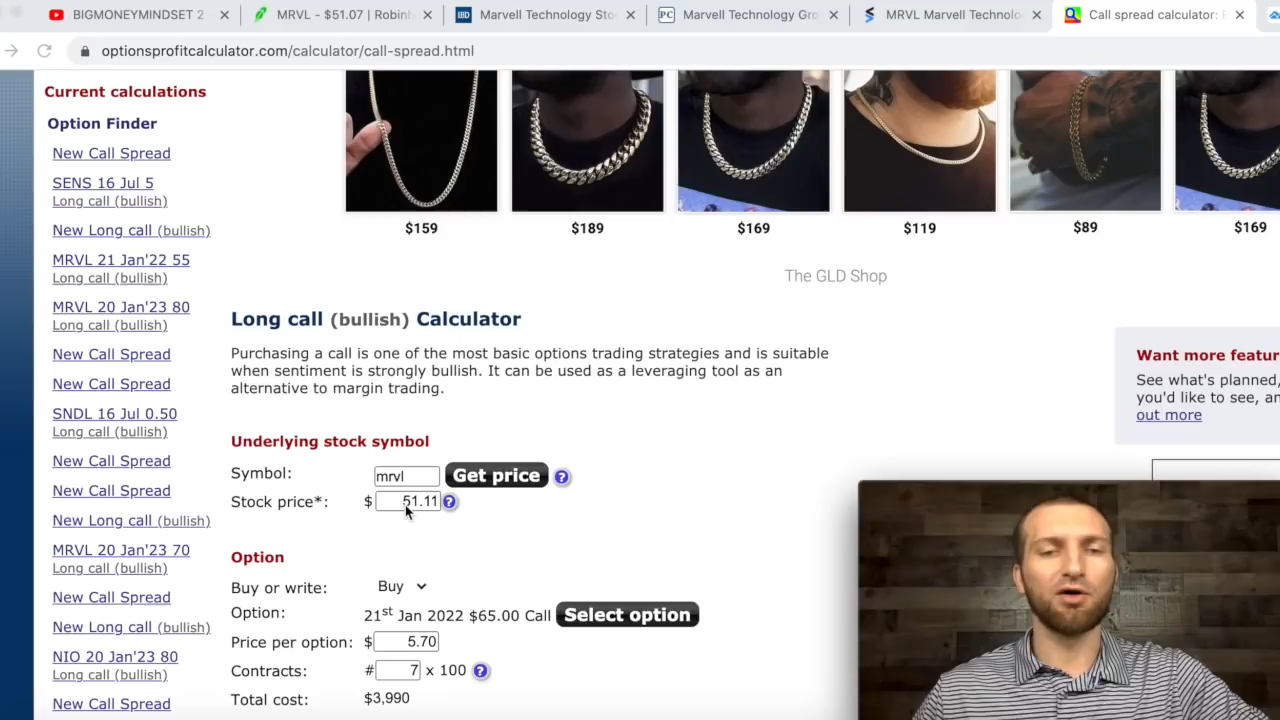 BIGMONEYMINDSET 2
MRVL - $51.07 | Robinh
Marvell Technology Sto
Marvell Technology Gro
MRVL Marvell Technolo
Call spread calculator:
optionsprofitcalculator.com/calculator/call-spread.html
Current calculations
Option Finder
New Call Spread
SENS 16 Jul 5
Long call (bullish)
New Long call (bullish)
MRVL 21 Jan'22 55
Long call (bullish)
MRVL 20 Jan'23 80
Long call (bullish)
New Call Spread
New Call Spread
SNDL 16 Jul 0.50
Long call (bullish)
New Call Spread
New Call Spread
New Long call (bullish)
MRVL 20 Jan'23 70
Long call (bullish)
New Call Spread
New Long call (bullish)
NIO 20 Jan'23 80
Long call (bullish)
New Call Spread
$159
$189
$169
$119
$89
$169
The GLD Shop
Long call (bullish) Calculator
Purchasing a call is one of the most basic options trading strategies and is suitable
when sentiment is strongly bullish. It can be used as a leveraging tool as an
alternative to margin trading.
Underlying stock symbol
Symbol: mrvl Get price ?
Stock price*: $ 51.11 ?
Option
Buy or write: Buy
Option: 21st Jan 2022 $65.00 Call Select option
Price per option: $ 5.70
Contracts: # 7 x 100 ?
Total cost: $3,990
Want more featur
See what's planned,
you'd like to see, an
out more